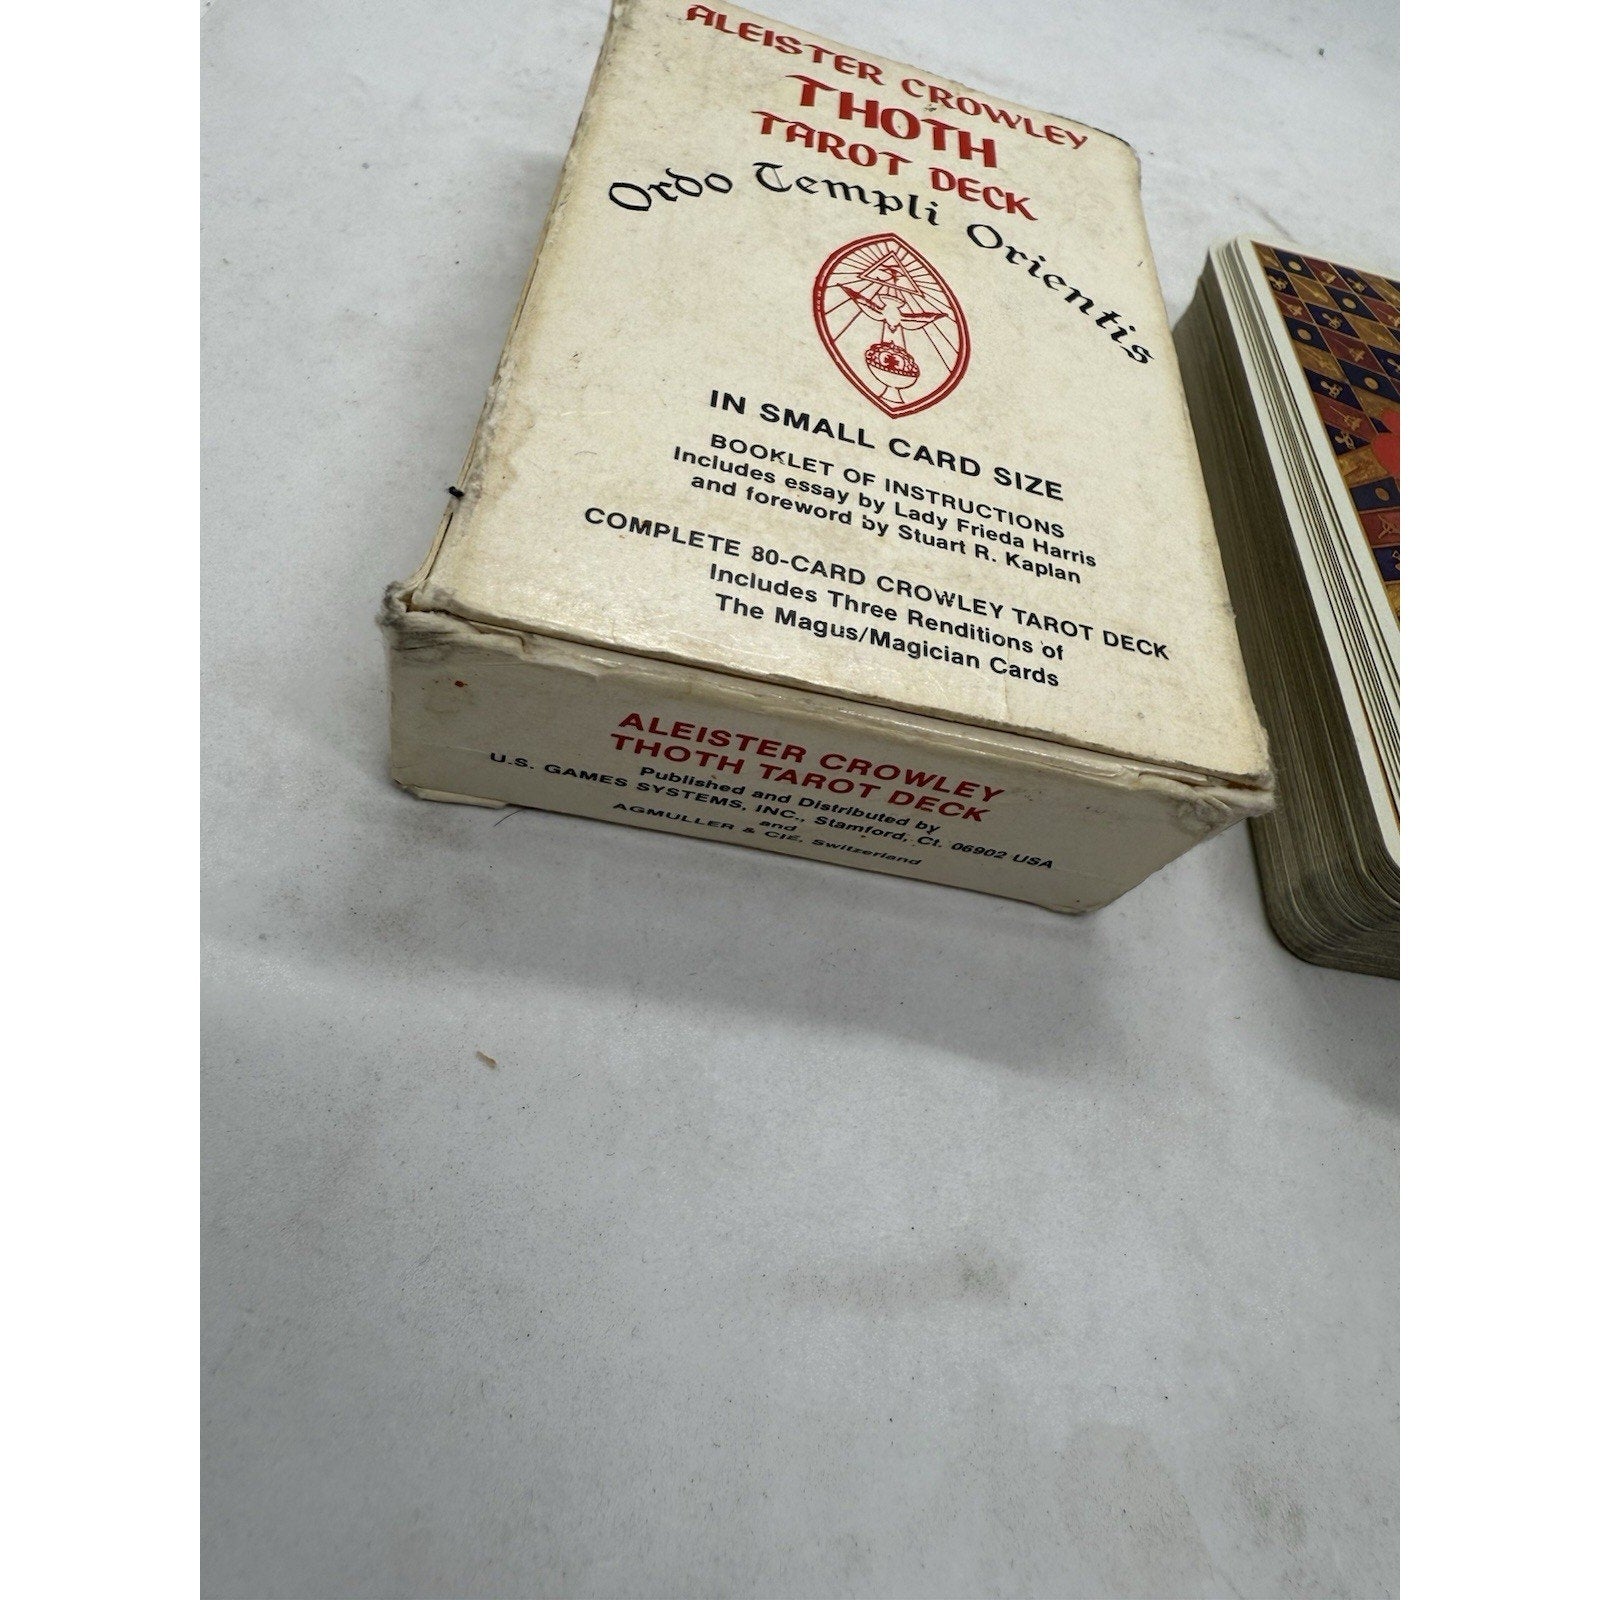 ALEISTER CROWLEY
THOTH
TAROT DECK
Ordo Templi Orientis
IN SMALL CARD SIZE
BOOKLET OF INSTRUCTIONS
Includes essay by Lady Frieda Harris
and foreword by Stuart R. Kaplan
COMPLETE 80-CARD CROWLEY TAROT DECK
Includes Three Renditions of
The Magus/Magician Cards
ALEISTER CROWLEY
THOTH TAROT DECK
Published and Distributed by
U.S. GAMES SYSTEMS, INC., Stamford, Ct. 06902 USA
and
AGMULLER & CIE, Switzerland